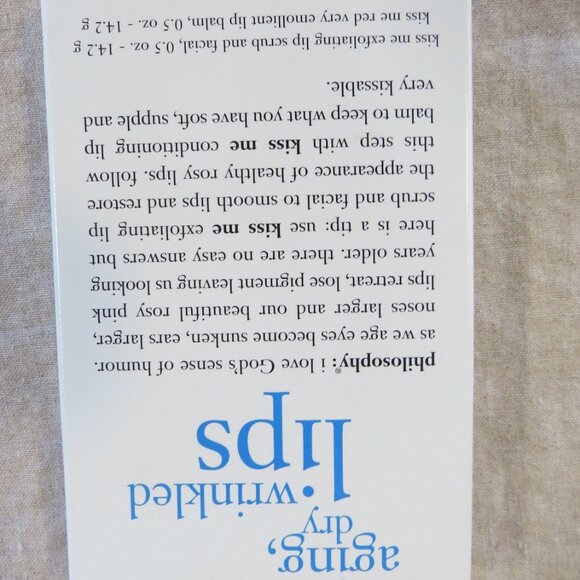 aging,
dry
• wrinkled
lips
philosophy:® i love God's sense of humor.
as we age eyes become sunken, ears larger,
noses larger and our beautiful rosy pink
lips retreat, lose pigment leaving us looking
years older. there are no easy answers but
here is a tip: use kiss me exfoliating lip
scrub and facial to smooth lips and restore
the appearance of healthy rosy lips. follow
this step with kiss me conditioning lip
balm to keep what you have soft, supple and
very kissable.
kiss me exfoliating lip scrub and facial, 0.5 oz. - 14.2 g
kiss me very red emollient lip balm, 0.5 oz. - 14.2 g